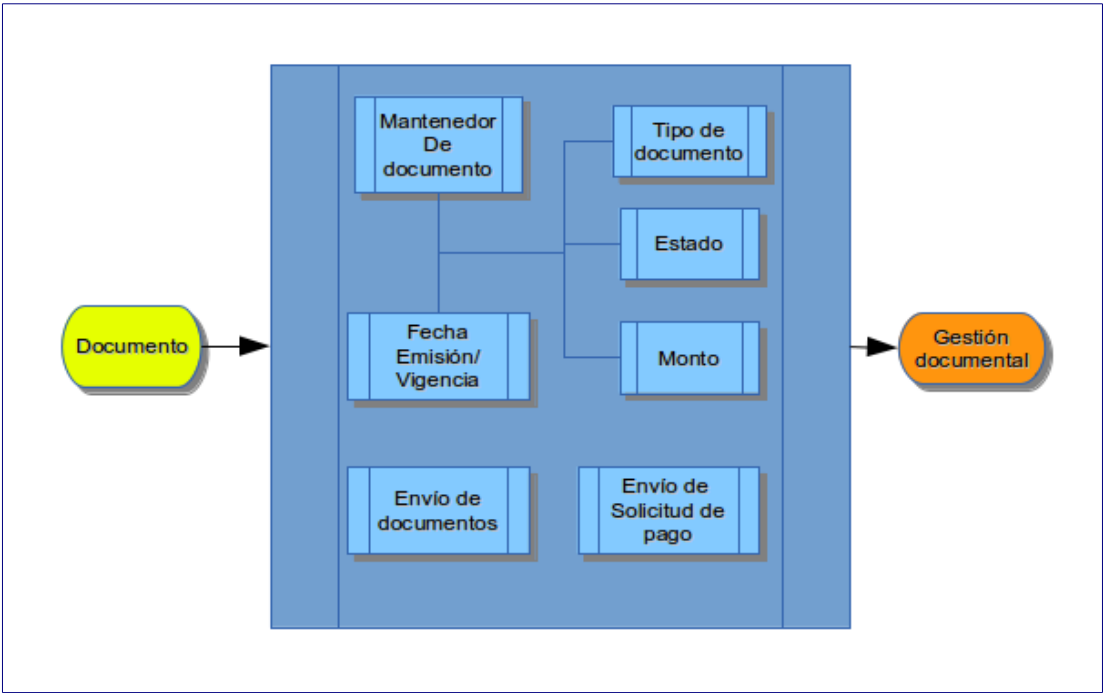 Mantenedor
De
documento
Tipo de
documento
Estado
Documento
Fecha
Emisión/
Vigencia
Monto
Gestión
documental
Envío de
documentos
Envío de
Solicitud de
pago